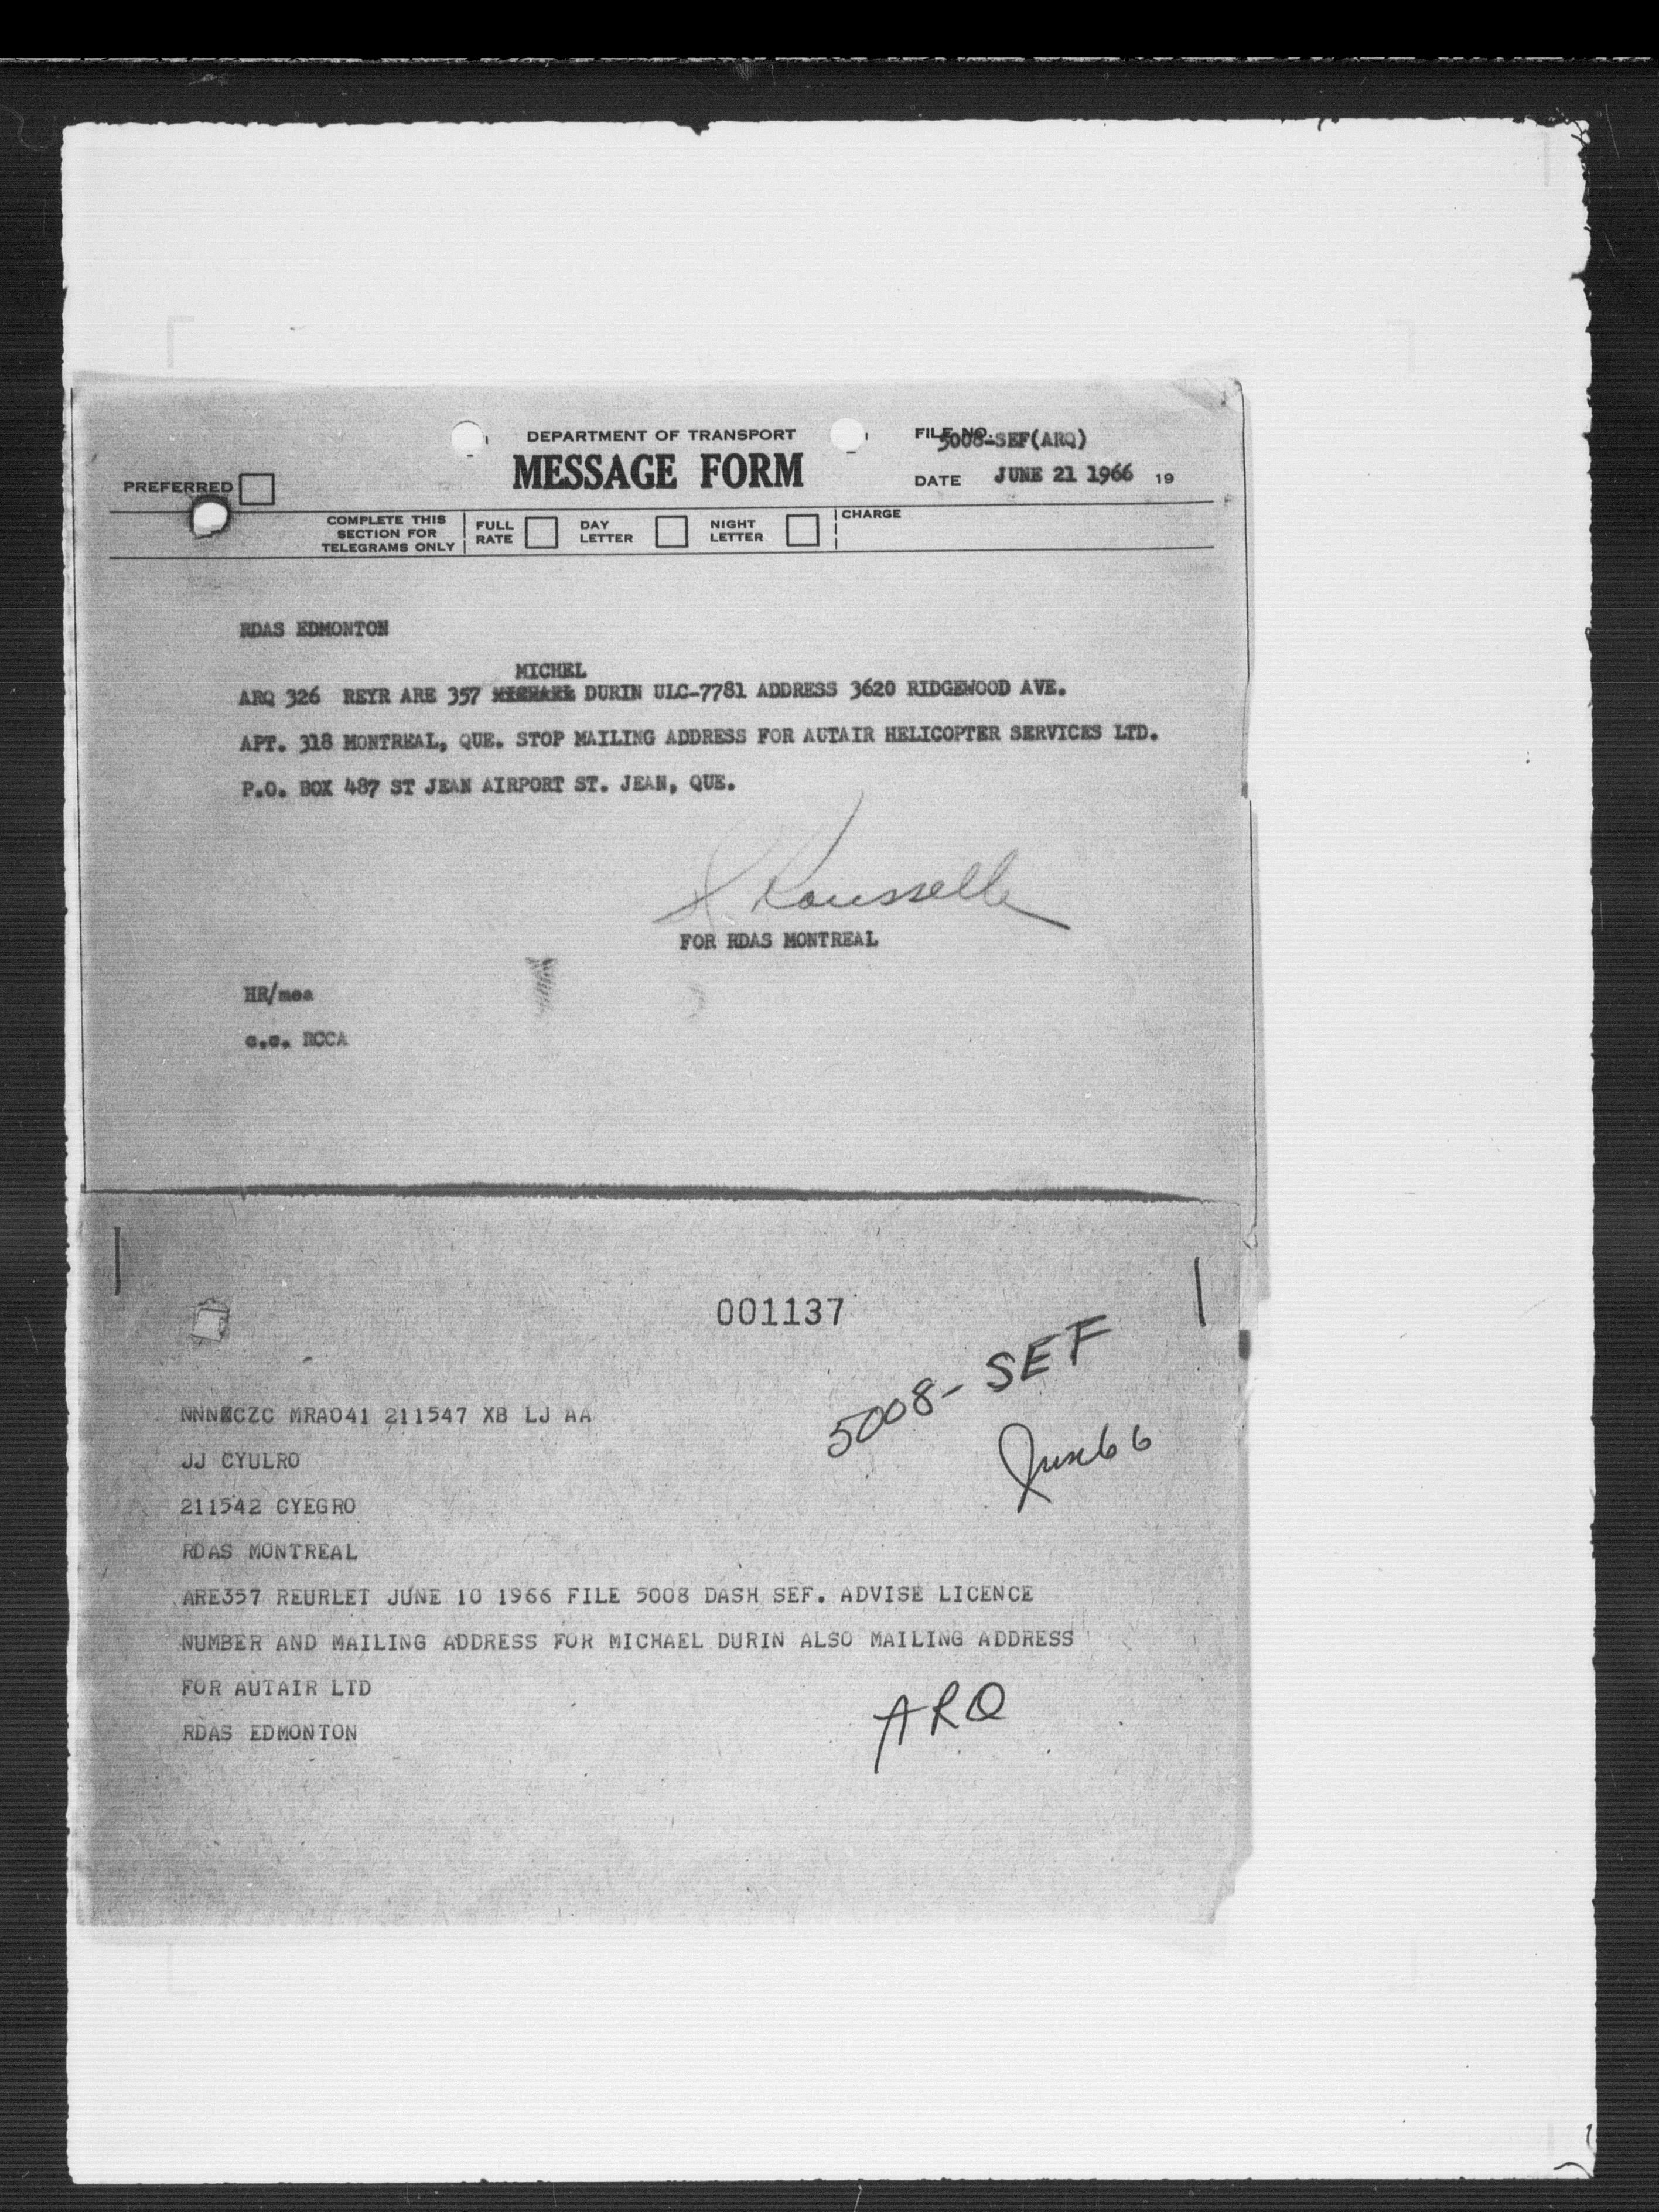 DEPARTMENT OF TRANSPORT
MESSAGE FORM
FILE NO. 5008-SEF(ARQ)
DATE JUNE 21 1966 19
PREFERRED
COMPLETE THIS
SECTION FOR
TELEGRAMS ONLY
FULL
RATE
DAY
LETTER
NIGHT
LETTER
CHARGE
RDAS EDMONTON
MICHEL
ARQ 326 REYR ARE 357 MICHAEL DURIN ULC-7781 ADDRESS 3620 RIDGEWOOD AVE.
APT. 318 MONTREAL, QUE. STOP MAILING ADDRESS FOR AUTAIR HELICOPTER SERVICES LTD.
P.O. BOX 487 ST JEAN AIRPORT ST. JEAN, QUE.
Rousselle
FOR RDAS MONTREAL
HR/mea
c.c. RCCA
001137
5008-SEF
June 66
NNNZCZC MRA041 211547 XB LJ AA
JJ CYULRO
211542 CYEGRO
RDAS MONTREAL
ARE357 REURLET JUNE 10 1966 FILE 5008 DASH SEF. ADVISE LICENCE
NUMBER AND MAILING ADDRESS FOR MICHAEL DURIN ALSO MAILING ADDRESS
FOR AUTAIR LTD
RDAS EDMONTON
ARQ